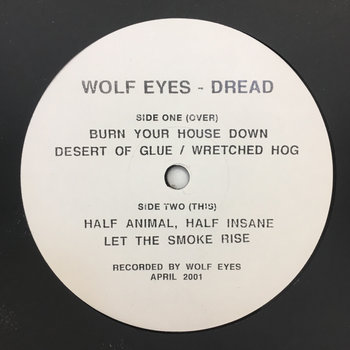 WOLF EYES - DREAD
SIDE ONE (OVER)
BURN YOUR HOUSE DOWN
DESERT OF GLUE / WRETCHED HOG
SIDE TWO (THIS)
HALF ANIMAL, HALF INSANE
LET THE SMOKE RISE
RECORDED BY WOLF EYES
APRIL 2001